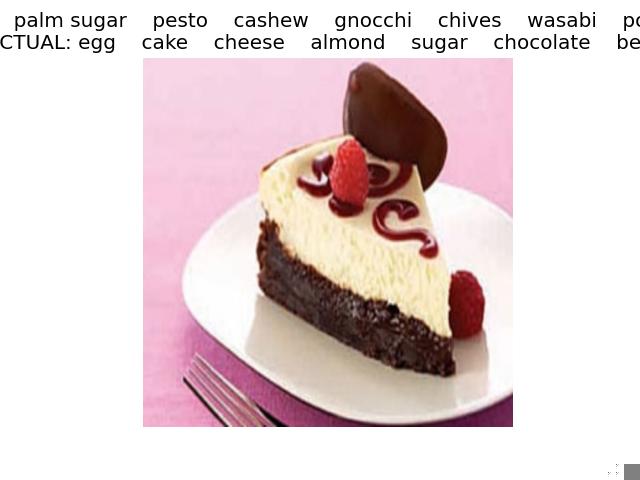 palm sugar pesto cashew gnocchi chives wasabi
CTUAL: egg cake cheese almond sugar chocolate